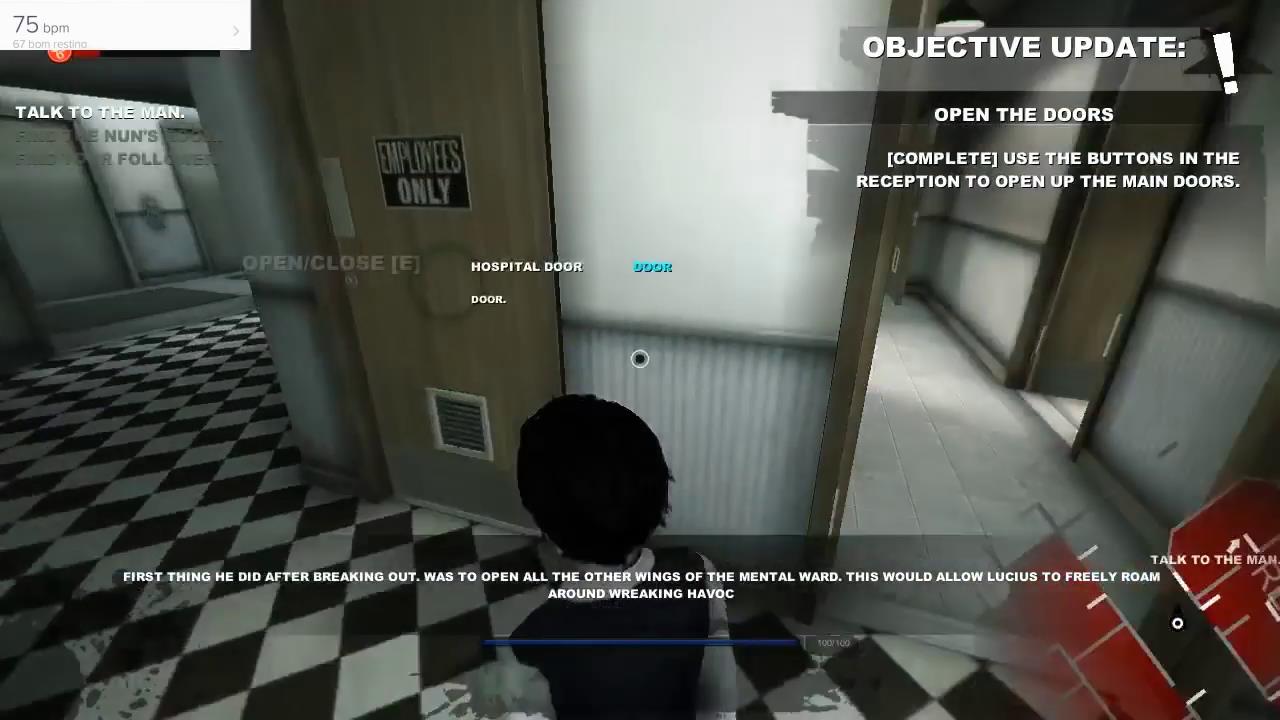 75 bpm
67 bpm resting
OBJECTIVE UPDATE:
TALK TO THE MAN.
OPEN THE DOORS
[COMPLETE] USE THE BUTTONS IN THE
RECEPTION TO OPEN UP THE MAIN DOORS.
EMPLOYEES
ONLY
OPEN/CLOSE [E]
HOSPITAL DOOR
DOOR
DOOR.
TALK TO THE MAN.
FIRST THING HE DID AFTER BREAKING OUT. WAS TO OPEN ALL THE OTHER WINGS OF THE MENTAL WARD. THIS WOULD ALLOW LUCIUS TO FREELY ROAM
AROUND WREAKING HAVOC
100/100